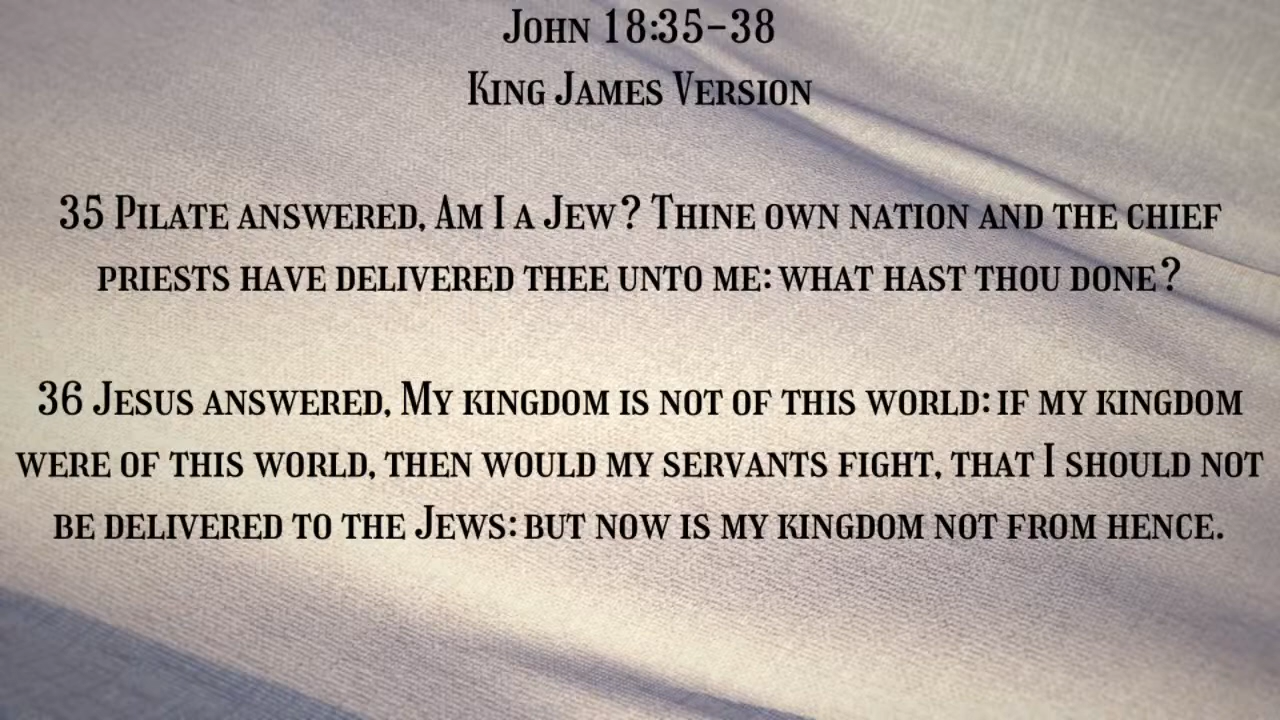 John 18:35-38
King James Version
35 Pilate answered, Am I a Jew? Thine own nation and the chief
priests have delivered thee unto me: what hast thou done?
36 Jesus answered, My kingdom is not of this world: if my kingdom
were of this world, then would my servants fight, that I should not
be delivered to the Jews: but now is my kingdom not from hence.